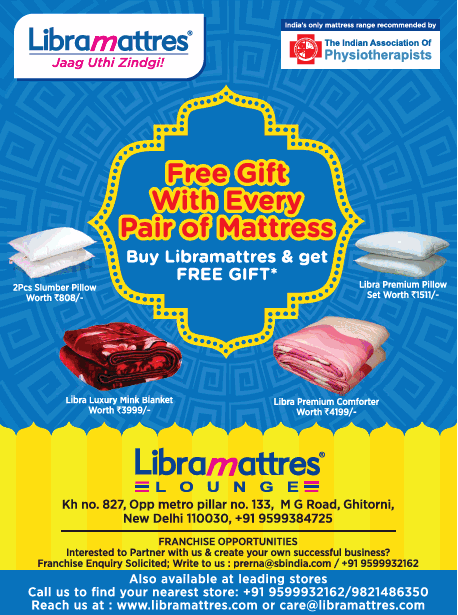 India's only mattress range recommended by
Libramattres®
Jaag Uthi Zindgi!
The Indian Association Of
Physiotherapists
Free Gift
With Every
Pair of Mattress
Buy Libramattres & get
FREE GIFT*
2Pcs Slumber Pillow
Worth ₹808/-
Libra Premium Pillow
Set Worth ₹1511/-
Libra Luxury Mink Blanket
Worth ₹3999/-
Libra Premium Comforter
Worth ₹4199/-
Libramattres®
LOUNGE
Kh no. 827, Opp metro pillar no. 133, M G Road, Ghitorni,
New Delhi 110030, +91 9599384725
FRANCHISE OPPORTUNITIES
Interested to Partner with us & create your own successful business?
Franchise Enquiry Solicited; Write to us : prerna@sbindia.com / +91 9599932162
Also available at leading stores
Call us to find your nearest store: +91 9599932162/9821486350
Reach us at : www.libramattres.com or care@libramattres.com